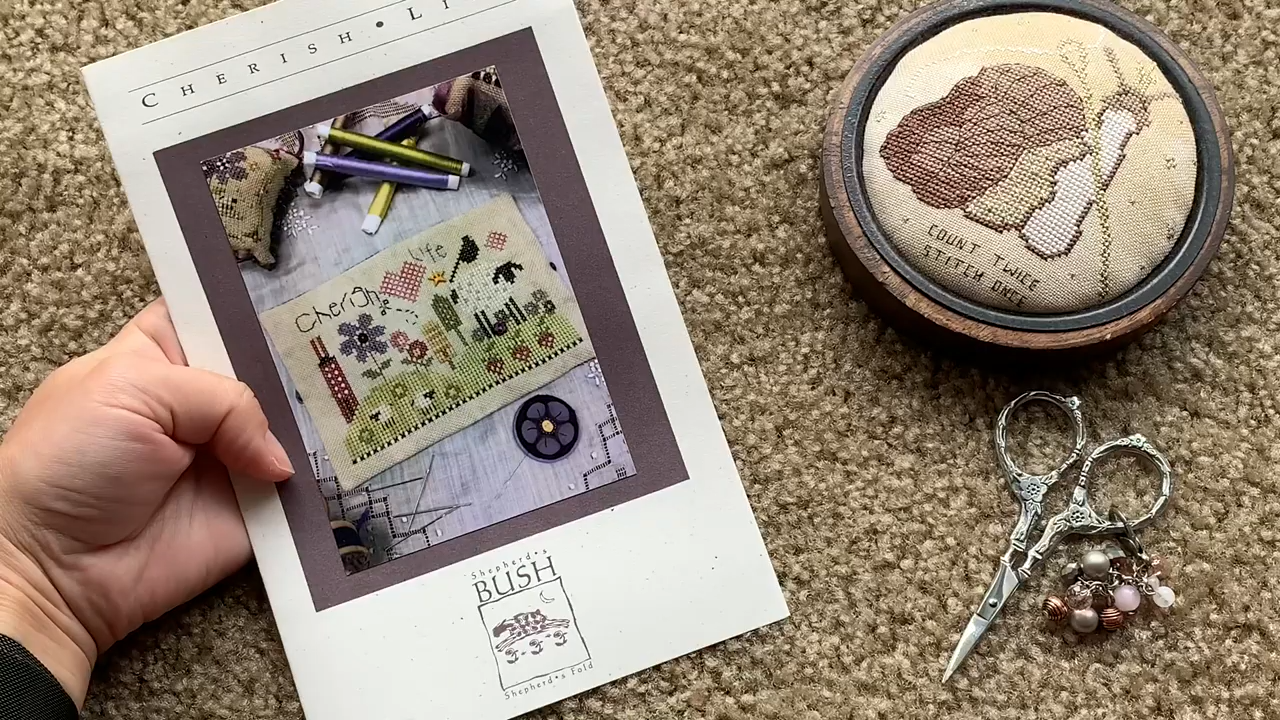 CHERISH • LI
Cherish
Life
Shepherd•s
BUSH
Shepherd•s Fold
COUNT TWICE
STITCH ONCE